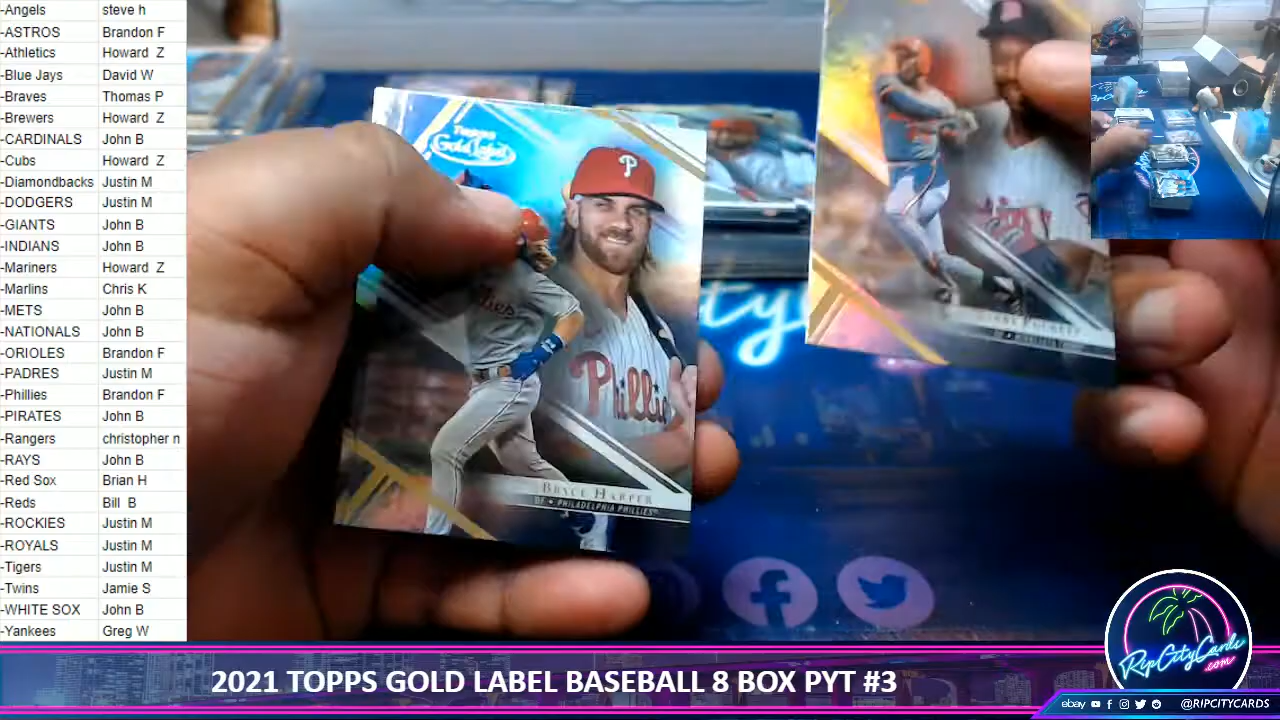 -Angels steve h
-ASTROS Brandon F
-Athletics Howard Z
-Blue Jays David W
-Braves Thomas P
-Brewers Howard Z
-CARDINALS John B
-Cubs Howard Z
-Diamondbacks Justin M
-DODGERS Justin M
-GIANTS John B
-INDIANS John B
-Mariners Howard Z
-Marlins Chris K
-METS John B
-NATIONALS John B
-ORIOLES Brandon F
-PADRES Justin M
-Phillies Brandon F
-PIRATES John B
-Rangers christopher n
-RAYS John B
-Red Sox Brian H
-Reds Bill B
-ROCKIES Justin M
-ROYALS Justin M
-Tigers Justin M
-Twins Jamie S
-WHITE SOX John B
-Yankees Greg W
Topps
Gold Label
P
Phillie
BRYCE HARPER
OF • PHILADELPHIA PHILLIES
City
RipCityCards
.com
2021 TOPPS GOLD LABEL BASEBALL 8 BOX PYT #3
ebay @RIPCITYCARDS